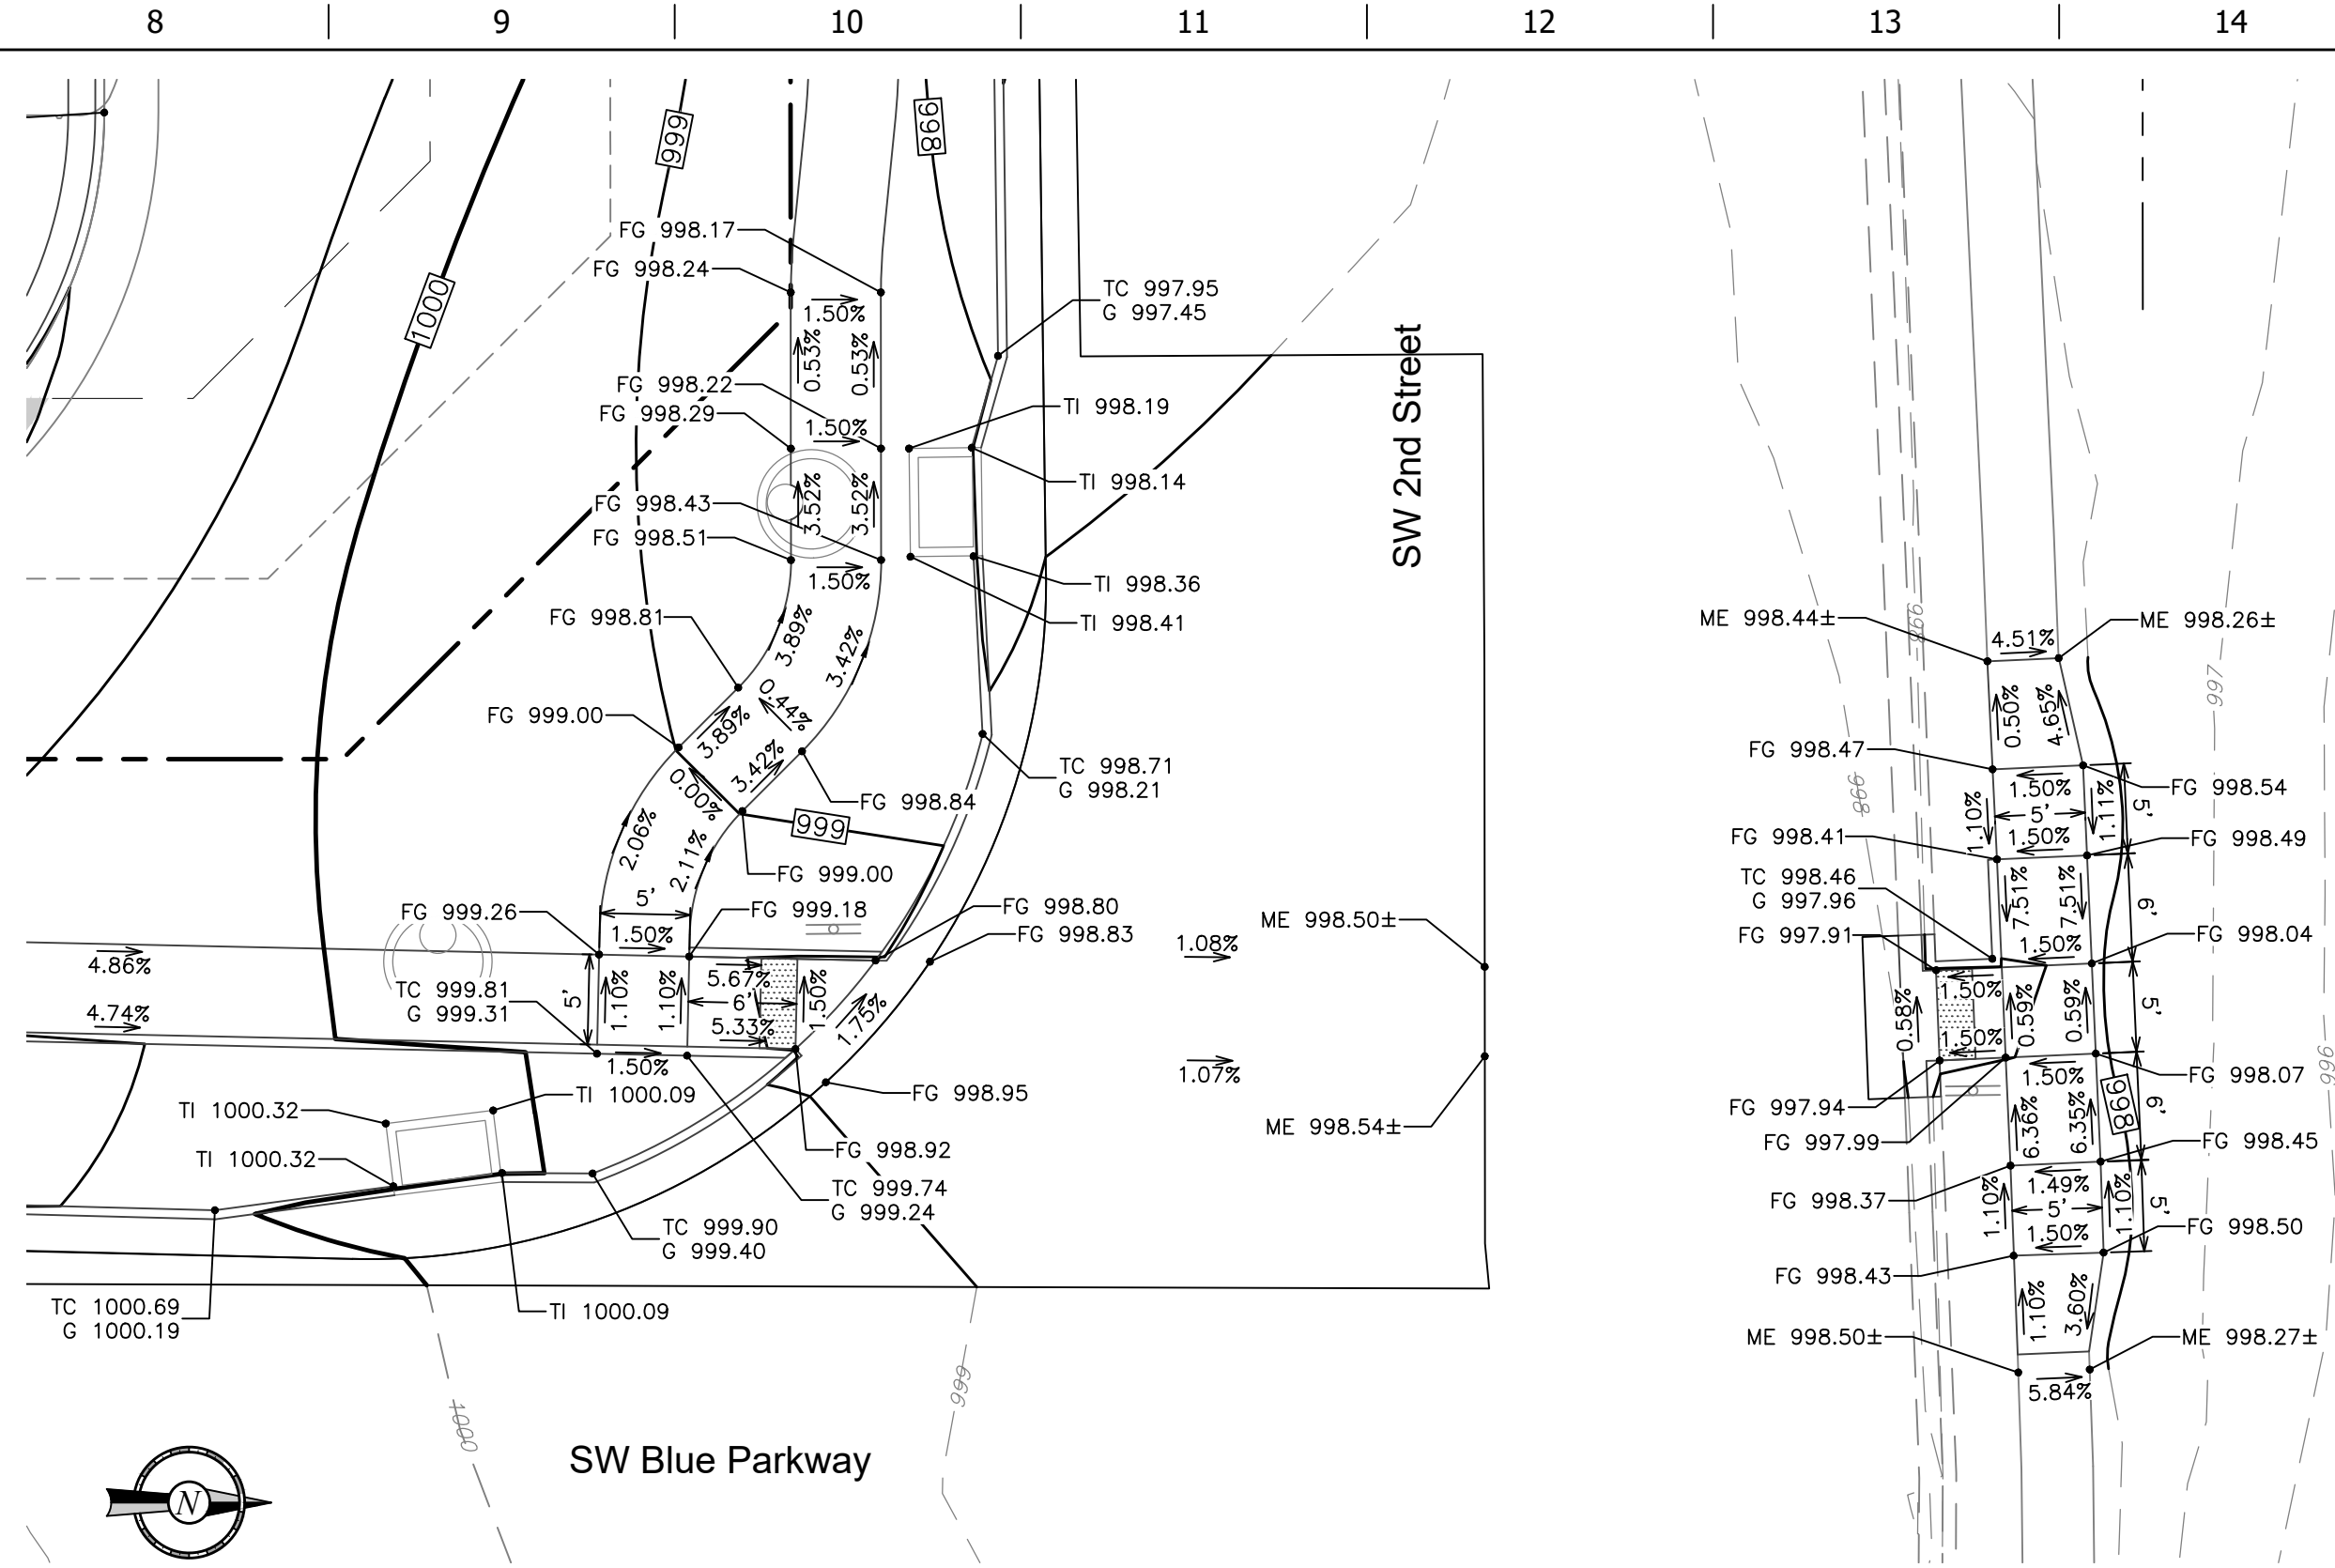 8 9 10 11 12 13 14
999
998
1000
FG 998.17
FG 998.24
1.50%
0.53%
0.53%
TC 997.95
G 997.45
FG 998.22
FG 998.29
1.50%
TI 998.19
TI 998.14
SW 2nd Street
FG 998.43
FG 998.51
3.52%
3.52%
1.50%
TI 998.36
TI 998.41
FG 998.81
3.89%
3.42%
FG 999.00
0.44%
3.89%
3.42%
0.00%
TC 998.71
G 998.21
FG 998.84
999
2.06%
2.11%
FG 999.00
5'
FG 999.26
FG 999.18
1.50%
FG 998.80
FG 998.83
4.86%
4.74%
TC 999.81
G 999.31
5'
1.10%
1.10%
5.67%
6'
5.33%
1.50%
1.75%
1.50%
1.08%
1.07%
ME 998.50±
ME 998.54±
TI 1000.32
TI 1000.09
TI 1000.32
FG 998.95
FG 998.92
TC 999.74
G 999.24
TC 999.90
G 999.40
TI 1000.09
TC 1000.69
G 1000.19
1000
999
SW Blue Parkway
N
998
998
997
996
ME 998.44±
4.51%
ME 998.26±
0.50%
4.65%
FG 998.47
1.50%
FG 998.54
1.10%
5'
1.11%
5'
FG 998.41
1.50%
FG 998.49
TC 998.46
G 997.96
7.51%
7.51%
6'
FG 997.91
1.50%
FG 998.04
1.50%
0.58%
0.59%
0.59%
5'
1.50%
1.50%
FG 998.07
998
FG 997.94
FG 997.99
6.36%
6.35%
6'
FG 998.45
1.49%
FG 998.37
1.10%
5'
1.10%
5'
1.50%
FG 998.50
FG 998.43
1.10%
3.60%
ME 998.50±
ME 998.27±
5.84%